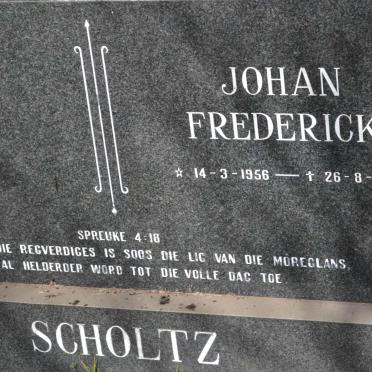 JOHAN
FREDERICK
☆ 14-3-1956 — † 26-8-
SPREUKE 4:18
DIE REGVERDIGES IS SOOS DIE LIG VAN DIE MÔREGLANS,
AL HELDERDER WORD TOT DIE VOLLE DAG TOE
SCHOLTZ